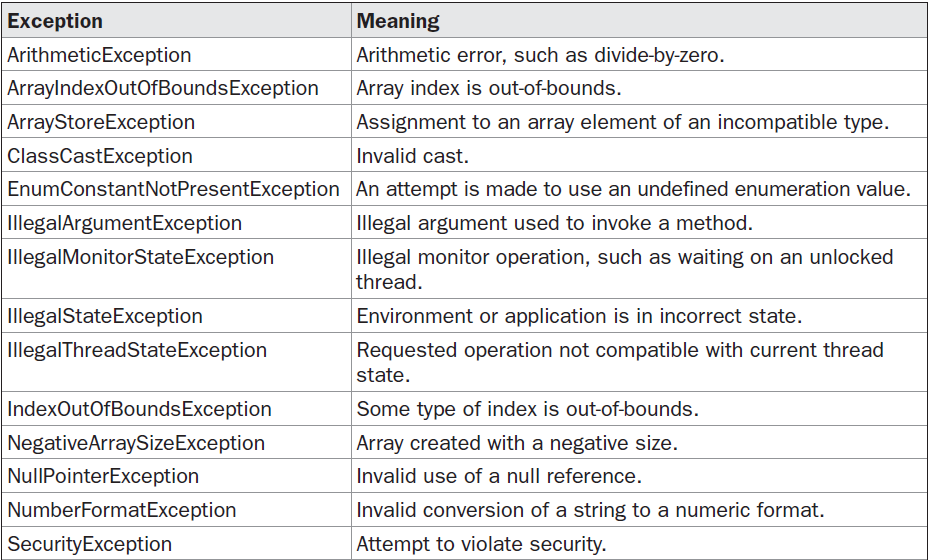 Exception Meaning
ArithmeticException Arithmetic error, such as divide-by-zero.
ArrayIndexOutOfBoundsException Array index is out-of-bounds.
ArrayStoreException Assignment to an array element of an incompatible type.
ClassCastException Invalid cast.
EnumConstantNotPresentException An attempt is made to use an undefined enumeration value.
IllegalArgumentException Illegal argument used to invoke a method.
IllegalMonitorStateException Illegal monitor operation, such as waiting on an unlocked
thread.
IllegalStateException Environment or application is in incorrect state.
IllegalThreadStateException Requested operation not compatible with current thread
state.
IndexOutOfBoundsException Some type of index is out-of-bounds.
NegativeArraySizeException Array created with a negative size.
NullPointerException Invalid use of a null reference.
NumberFormatException Invalid conversion of a string to a numeric format.
SecurityException Attempt to violate security.